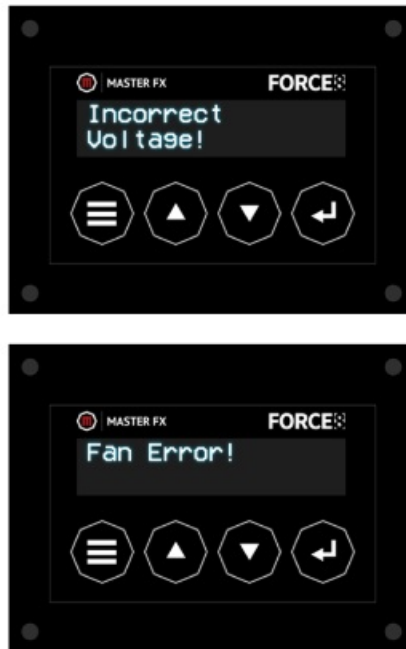 MASTER FX FORCE8
Incorrect
Voltage!
MASTER FX FORCE8
Fan Error!